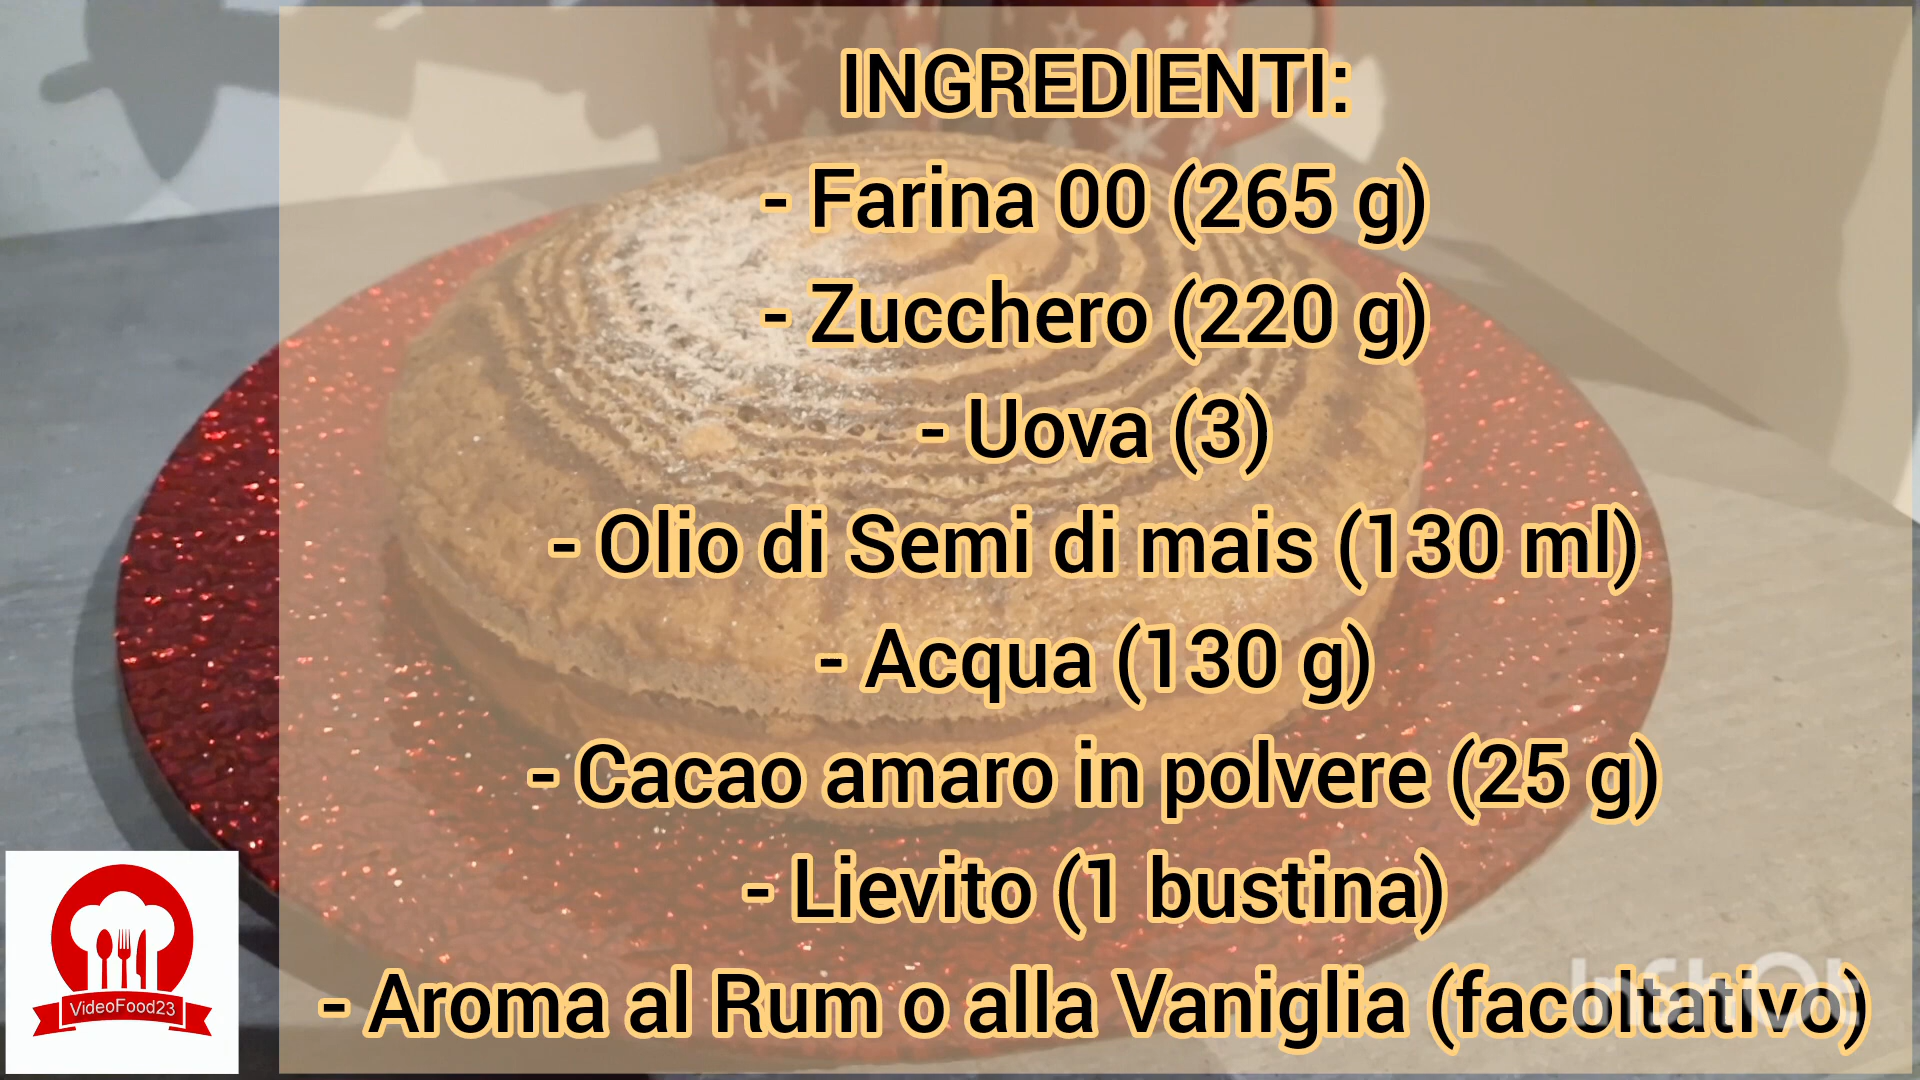 INGREDIENTI:
- Farina 00 (265 g)
- Zucchero (220 g)
- Uova (3)
- Olio di Semi di mais (130 ml)
- Acqua (130 g)
- Cacao amaro in polvere (25 g)
- Lievito (1 bustina)
- Aroma al Rum o alla Vaniglia (facoltativo)
InShOt
VideoFood23